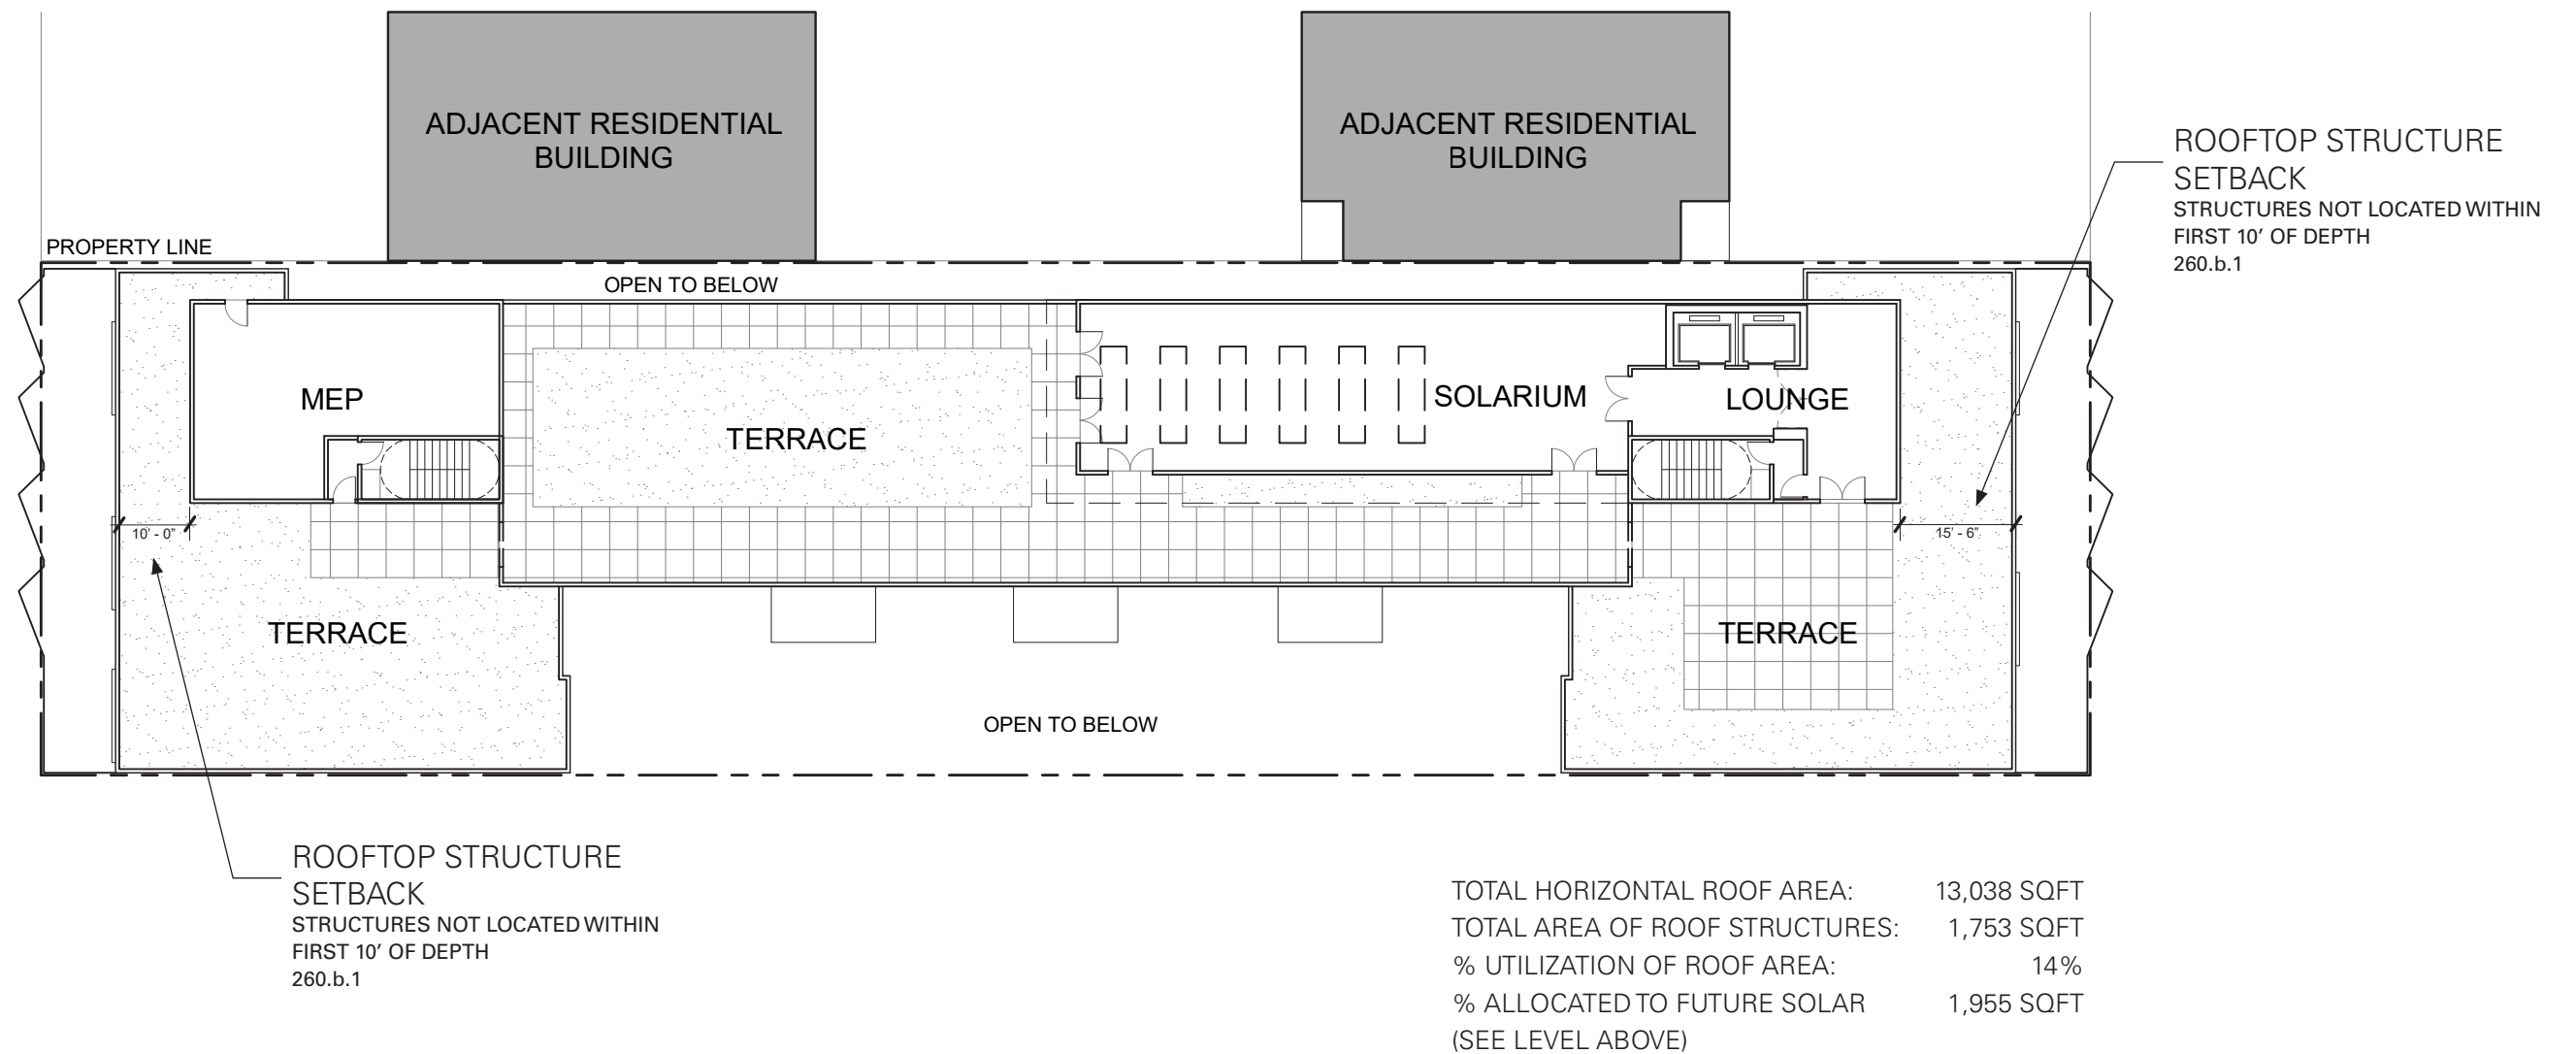 ADJACENT RESIDENTIAL
BUILDING
ADJACENT RESIDENTIAL
BUILDING
ROOFTOP STRUCTURE
SETBACK
STRUCTURES NOT LOCATED WITHIN
FIRST 10' OF DEPTH
260.b.1
PROPERTY LINE
OPEN TO BELOW
MEP
TERRACE
SOLARIUM
LOUNGE
10' - 0"
15' - 6"
TERRACE
TERRACE
OPEN TO BELOW
ROOFTOP STRUCTURE
SETBACK
STRUCTURES NOT LOCATED WITHIN
FIRST 10' OF DEPTH
260.b.1
TOTAL HORIZONTAL ROOF AREA: 13,038 SQFT
TOTAL AREA OF ROOF STRUCTURES: 1,753 SQFT
% UTILIZATION OF ROOF AREA: 14%
% ALLOCATED TO FUTURE SOLAR 1,955 SQFT
(SEE LEVEL ABOVE)